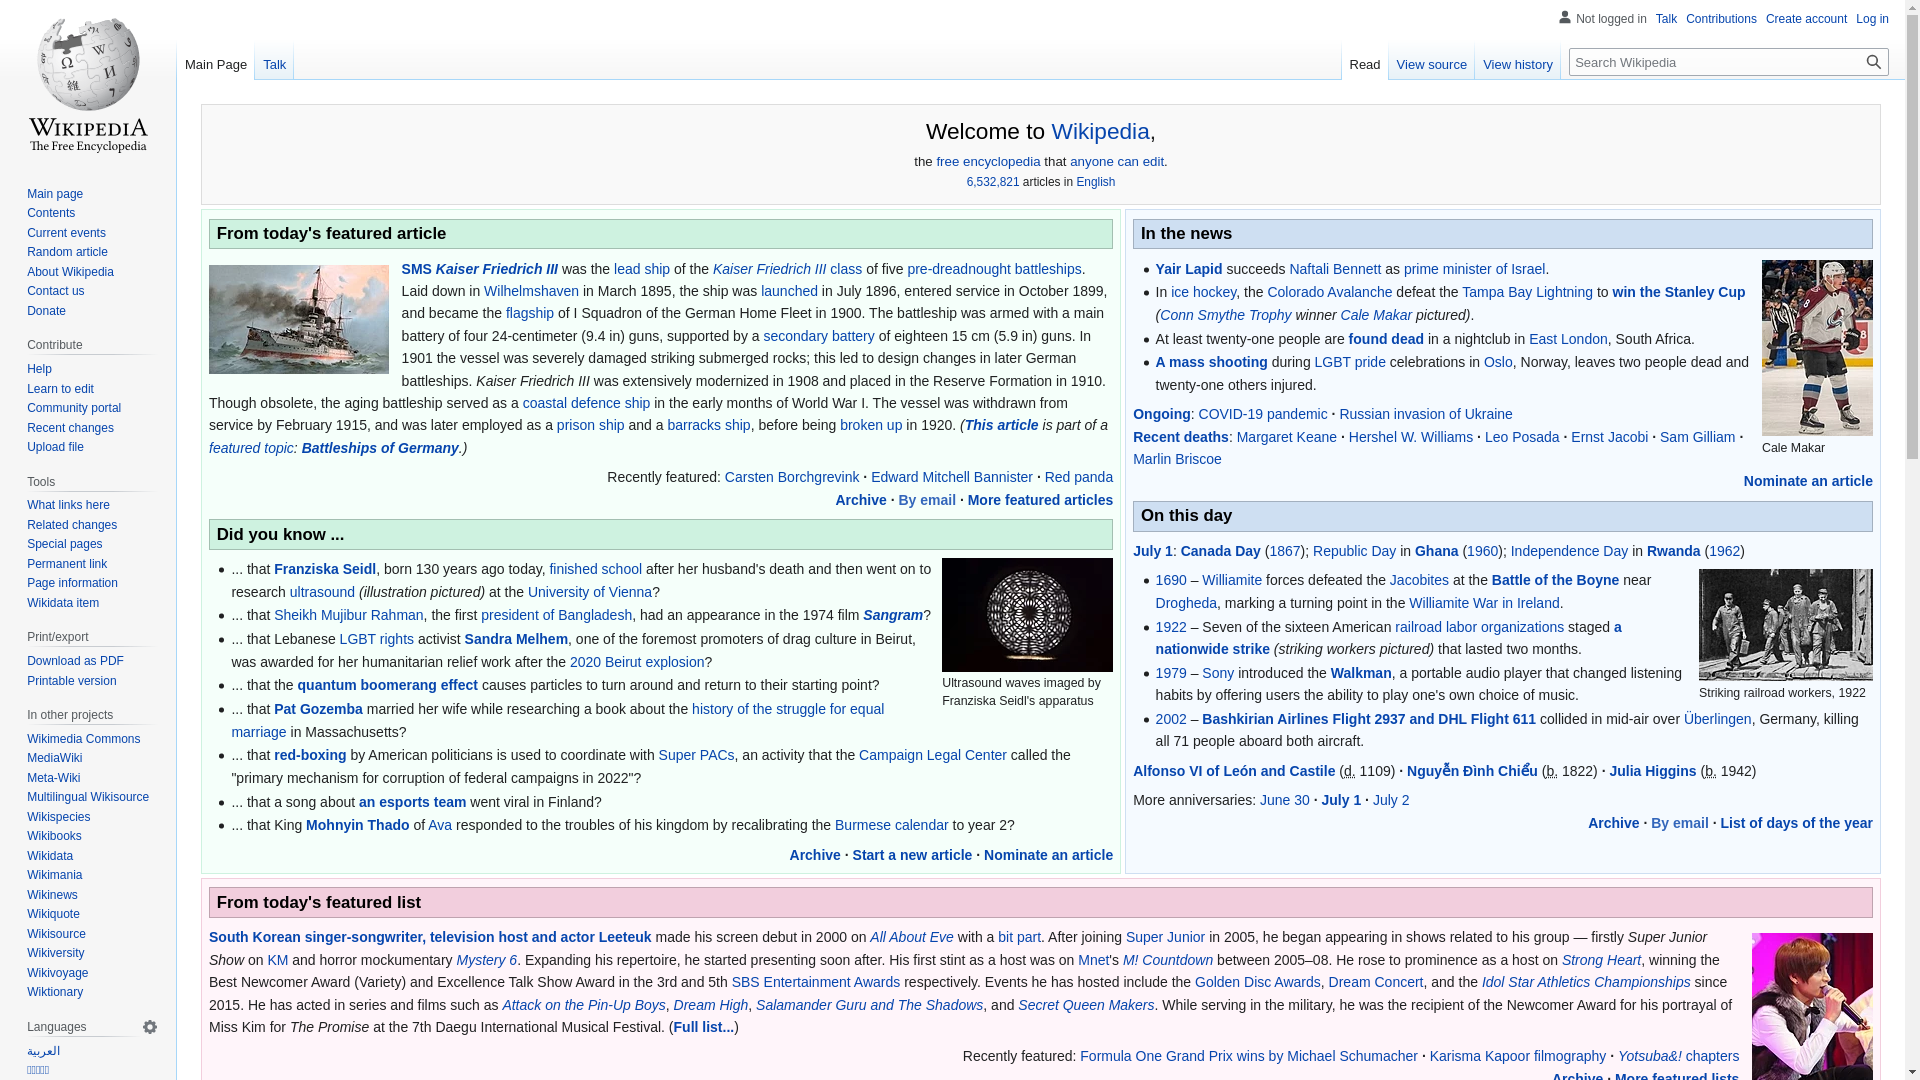 Not logged in Talk Contributions Create account Log in
Main Page Talk Read View source View history Search Wikipedia
WIKIPEDIA
The Free Encyclopedia
Main page
Contents
Current events
Random article
About Wikipedia
Contact us
Donate
Contribute
Help
Learn to edit
Community portal
Recent changes
Upload file
Tools
What links here
Related changes
Special pages
Permanent link
Page information
Wikidata item
Print/export
Download as PDF
Printable version
In other projects
Wikimedia Commons
MediaWiki
Meta-Wiki
Multilingual Wikisource
Wikispecies
Wikibooks
Wikidata
Wikimania
Wikinews
Wikiquote
Wikisource
Wikiversity
Wikivoyage
Wiktionary
Languages
العربية
Welcome to Wikipedia,
the free encyclopedia that anyone can edit.
6,532,821 articles in English
From today's featured article
SMS Kaiser Friedrich III was the lead ship of the Kaiser Friedrich III class of five pre-dreadnought battleships.
Laid down in Wilhelmshaven in March 1895, the ship was launched in July 1896, entered service in October 1899,
and became the flagship of I Squadron of the German Home Fleet in 1900. The battleship was armed with a main
battery of four 24-centimeter (9.4 in) guns, supported by a secondary battery of eighteen 15 cm (5.9 in) guns. In
1901 the vessel was severely damaged striking submerged rocks; this led to design changes in later German
battleships. Kaiser Friedrich III was extensively modernized in 1908 and placed in the Reserve Formation in 1910.
Though obsolete, the aging battleship served as a coastal defence ship in the early months of World War I. The vessel was withdrawn from
service by February 1915, and was later employed as a prison ship and a barracks ship, before being broken up in 1920. (This article is part of a
featured topic: Battleships of Germany.)
Recently featured: Carsten Borchgrevink · Edward Mitchell Bannister · Red panda
Archive · By email · More featured articles
Did you know ...
... that Franziska Seidl, born 130 years ago today, finished school after her husband's death and then went on to
research ultrasound (illustration pictured) at the University of Vienna?
... that Sheikh Mujibur Rahman, the first president of Bangladesh, had an appearance in the 1974 film Sangram?
... that Lebanese LGBT rights activist Sandra Melhem, one of the foremost promoters of drag culture in Beirut,
was awarded for her humanitarian relief work after the 2020 Beirut explosion?
... that the quantum boomerang effect causes particles to turn around and return to their starting point?
... that Pat Gozemba married her wife while researching a book about the history of the struggle for equal
marriage in Massachusetts?
... that red-boxing by American politicians is used to coordinate with Super PACs, an activity that the Campaign Legal Center called the
"primary mechanism for corruption of federal campaigns in 2022"?
... that a song about an esports team went viral in Finland?
... that King Mohnyin Thado of Ava responded to the troubles of his kingdom by recalibrating the Burmese calendar to year 2?
Ultrasound waves imaged by
Franziska Seidl's apparatus
Archive · Start a new article · Nominate an article
In the news
Yair Lapid succeeds Naftali Bennett as prime minister of Israel.
In ice hockey, the Colorado Avalanche defeat the Tampa Bay Lightning to win the Stanley Cup
(Conn Smythe Trophy winner Cale Makar pictured).
At least twenty-one people are found dead in a nightclub in East London, South Africa.
A mass shooting during LGBT pride celebrations in Oslo, Norway, leaves two people dead and
twenty-one others injured.
Cale Makar
Ongoing: COVID-19 pandemic · Russian invasion of Ukraine
Recent deaths: Margaret Keane · Hershel W. Williams · Leo Posada · Ernst Jacobi · Sam Gilliam ·
Marlin Briscoe
Nominate an article
On this day
July 1: Canada Day (1867); Republic Day in Ghana (1960); Independence Day in Rwanda (1962)
1690 – Williamite forces defeated the Jacobites at the Battle of the Boyne near
Drogheda, marking a turning point in the Williamite War in Ireland.
1922 – Seven of the sixteen American railroad labor organizations staged a
nationwide strike (striking workers pictured) that lasted two months.
1979 – Sony introduced the Walkman, a portable audio player that changed listening
habits by offering users the ability to play one's own choice of music.
2002 – Bashkirian Airlines Flight 2937 and DHL Flight 611 collided in mid-air over Überlingen, Germany, killing
all 71 people aboard both aircraft.
Striking railroad workers, 1922
Alfonso VI of León and Castile (d. 1109) · Nguyễn Đình Chiểu (b. 1822) · Julia Higgins (b. 1942)
More anniversaries: June 30 · July 1 · July 2
Archive · By email · List of days of the year
From today's featured list
South Korean singer-songwriter, television host and actor Leeteuk made his screen debut in 2000 on All About Eve with a bit part. After joining Super Junior in 2005, he began appearing in shows related to his group — firstly Super Junior
Show on KM and horror mockumentary Mystery 6. Expanding his repertoire, he started presenting soon after. His first stint as a host was on Mnet's M! Countdown between 2005–08. He rose to prominence as a host on Strong Heart, winning the
Best Newcomer Award (Variety) and Excellence Talk Show Award in the 3rd and 5th SBS Entertainment Awards respectively. Events he has hosted include the Golden Disc Awards, Dream Concert, and the Idol Star Athletics Championships since
2015. He has acted in series and films such as Attack on the Pin-Up Boys, Dream High, Salamander Guru and The Shadows, and Secret Queen Makers. While serving in the military, he was the recipient of the Newcomer Award for his portrayal of
Miss Kim for The Promise at the 7th Daegu International Musical Festival. (Full list...)
Recently featured: Formula One Grand Prix wins by Michael Schumacher · Karisma Kapoor filmography · Yotsuba&! chapters
Archive · More featured lists